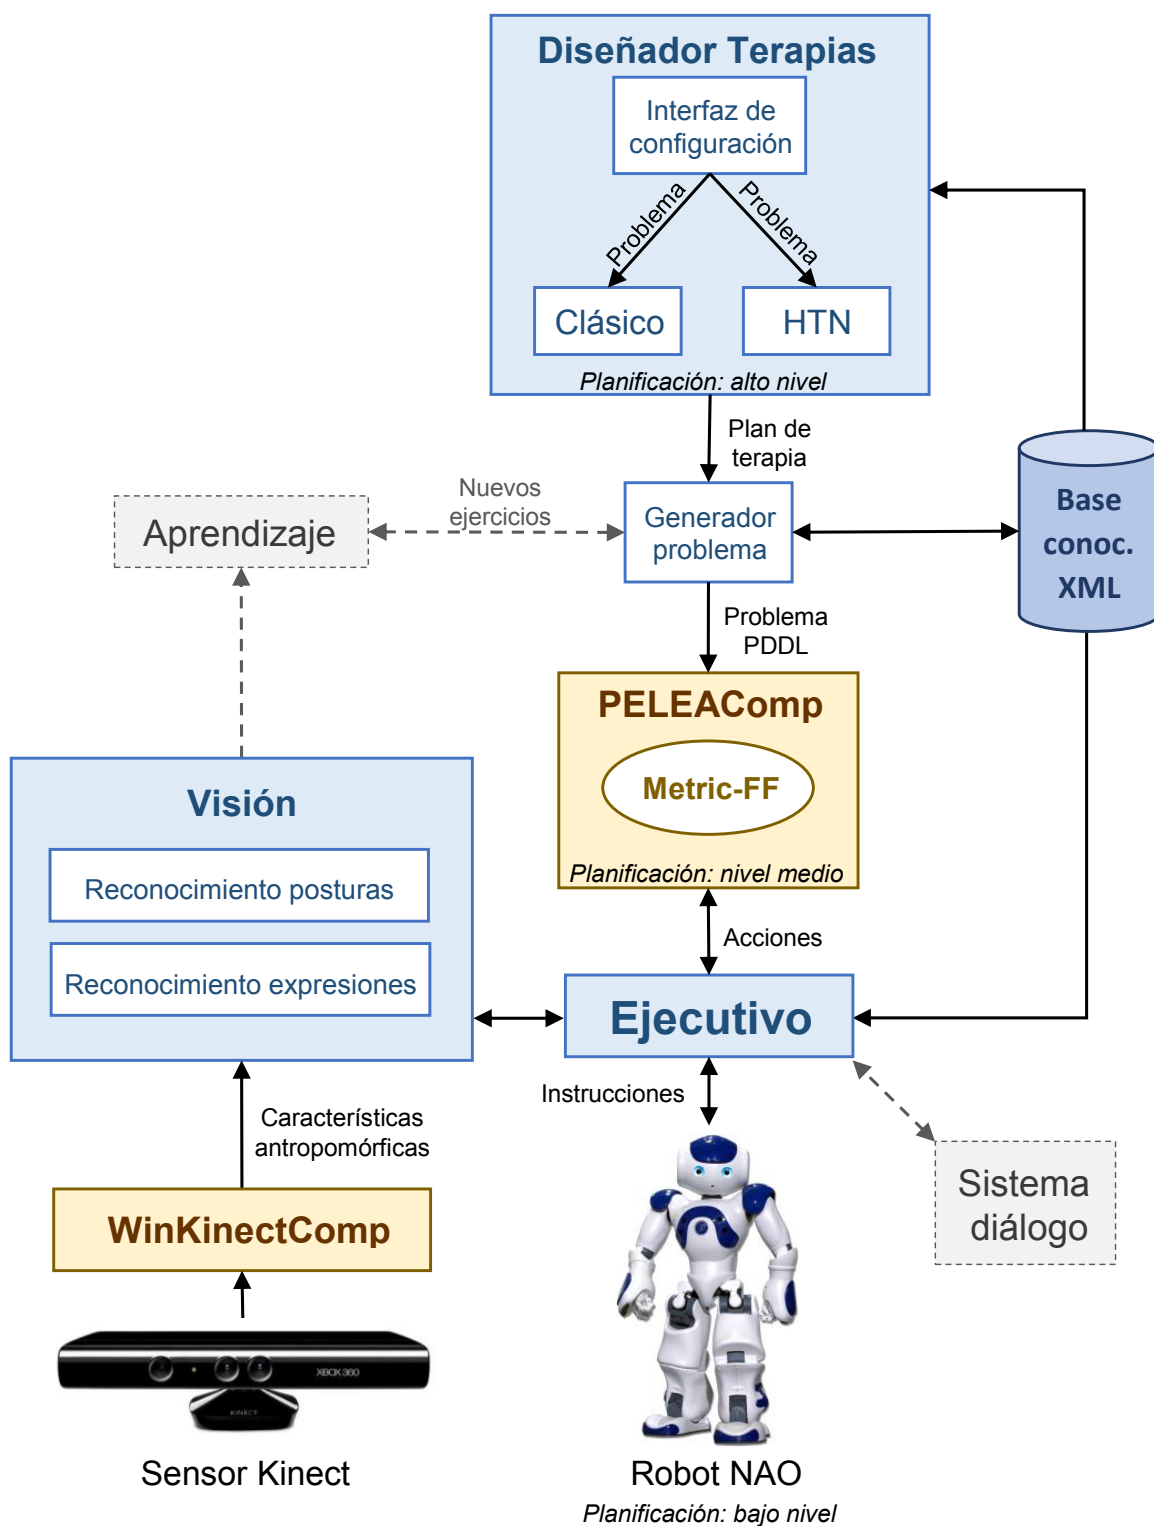 Diseñador Terapias
Interfaz de
configuración
Problema
Problema
Clásico
HTN
Planificación: alto nivel
Plan de
terapia
Nuevos
ejercicios
Aprendizaje
Generador
problema
Base
conoc.
XML
Problema
PDDL
PELEAComp
Metric-FF
Planificación: nivel medio
Visión
Reconocimiento posturas
Reconocimiento expresiones
Acciones
Ejecutivo
Instrucciones
Características
antropomórficas
Sistema
diálogo
WinKinectComp
XBOX 360
KINECT
Sensor Kinect
Robot NAO
Planificación: bajo nivel